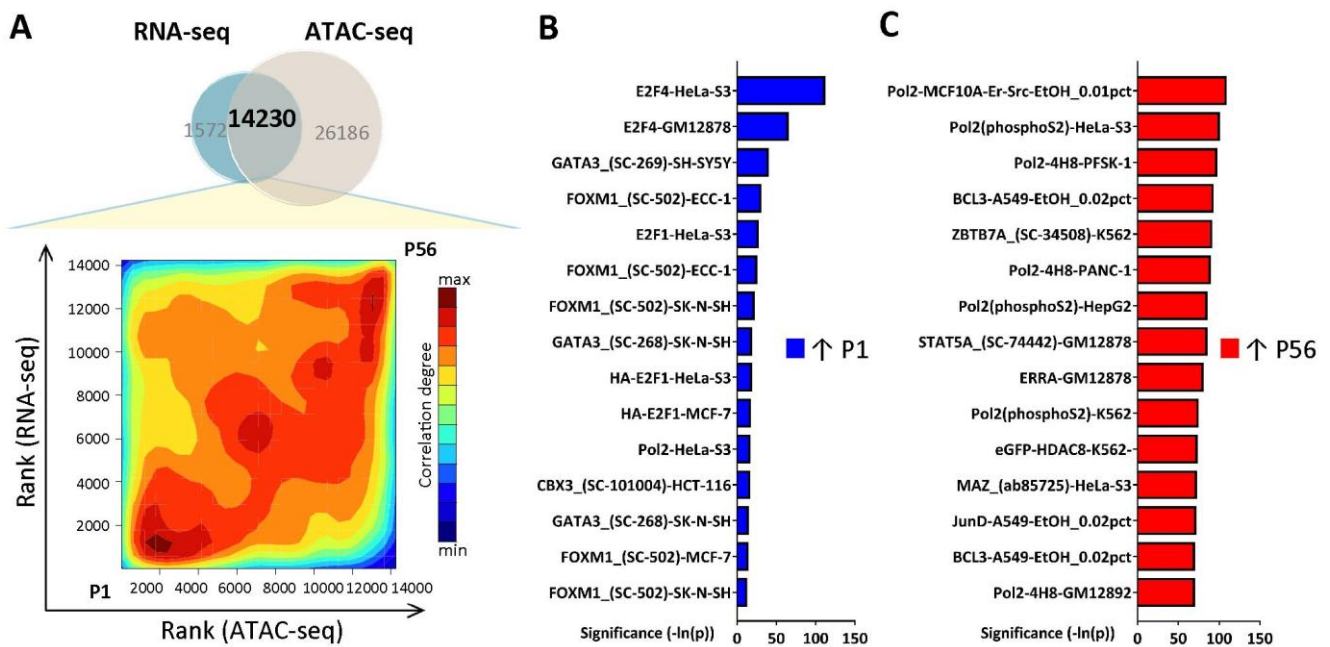 A
RNA-seq ATAC-seq
1572 14230 26186
P56
14000
12000
10000
8000
6000
4000
2000
Rank (RNA-seq)
P1
2000 4000 6000 8000 10000 12000 14000
Rank (ATAC-seq)
max
Correlation degree
min
B
E2F4-HeLa-S3
E2F4-GM12878
GATA3_(SC-269)-SH-SY5Y
FOXM1_(SC-502)-ECC-1
E2F1-HeLa-S3
FOXM1_(SC-502)-ECC-1
FOXM1_(SC-502)-SK-N-SH
GATA3_(SC-268)-SK-N-SH
HA-E2F1-HeLa-S3
HA-E2F1-MCF-7
Pol2-HeLa-S3
CBX3_(SC-101004)-HCT-116
GATA3_(SC-268)-SK-N-SH
FOXM1_(SC-502)-MCF-7
FOXM1_(SC-502)-SK-N-SH
Significance (-ln(p)) 0 50 100 150
↑ P1
C
Pol2-MCF10A-Er-Src-EtOH_0.01pct
Pol2(phosphoS2)-HeLa-S3
Pol2-4H8-PFSK-1
BCL3-A549-EtOH_0.02pct
ZBTB7A_(SC-34508)-K562
Pol2-4H8-PANC-1
Pol2(phosphoS2)-HepG2
STAT5A_(SC-74442)-GM12878
ERRA-GM12878
Pol2(phosphoS2)-K562
eGFP-HDAC8-K562-
MAZ_(ab85725)-HeLa-S3
JunD-A549-EtOH_0.02pct
BCL3-A549-EtOH_0.02pct
Pol2-4H8-GM12892
Significance (-ln(p)) 0 50 100 150
↑ P56